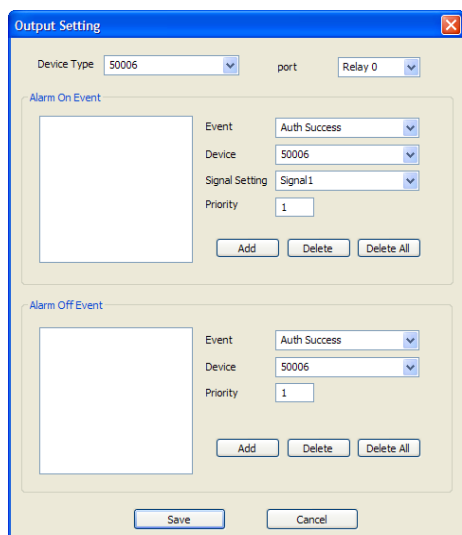 Output Setting
Device Type 50006 port Relay 0
Alarm On Event
Event Auth Success
Device 50006
Signal Setting Signal1
Priority 1
Add Delete Delete All
Alarm Off Event
Event Auth Success
Device 50006
Priority 1
Add Delete Delete All
Save Cancel